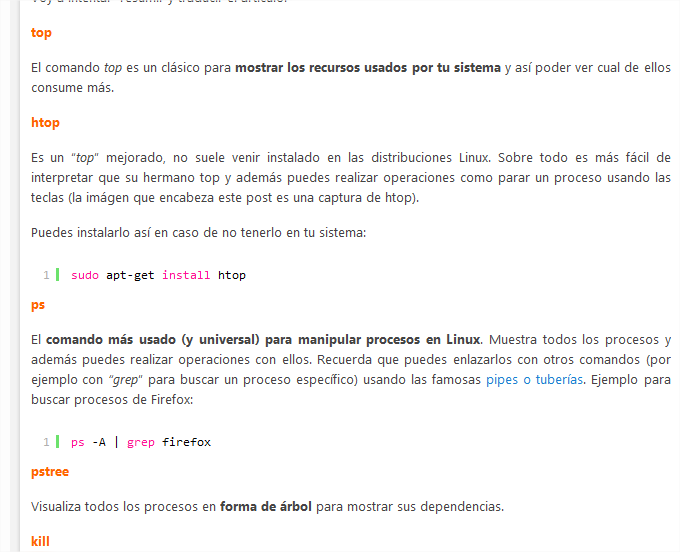 Voy a intentar resumir y traducir el artículo:
top
El comando top es un clásico para mostrar los recursos usados por tu sistema y así poder ver cual de ellos
consume más.
htop
Es un “top” mejorado, no suele venir instalado en las distribuciones Linux. Sobre todo es más fácil de
interpretar que su hermano top y además puedes realizar operaciones como parar un proceso usando las
teclas (la imágen que encabeza este post es una captura de htop).
Puedes instalarlo así en caso de no tenerlo en tu sistema:
1 sudo apt-get install htop
ps
El comando más usado (y universal) para manipular procesos en Linux. Muestra todos los procesos y
además puedes realizar operaciones con ellos. Recuerda que puedes enlazarlos con otros comandos (por
ejemplo con “grep” para buscar un proceso específico) usando las famosas pipes o tuberías. Ejemplo para
buscar procesos de Firefox:
1 ps -A | grep firefox
pstree
Visualiza todos los procesos en forma de árbol para mostrar sus dependencias.
kill